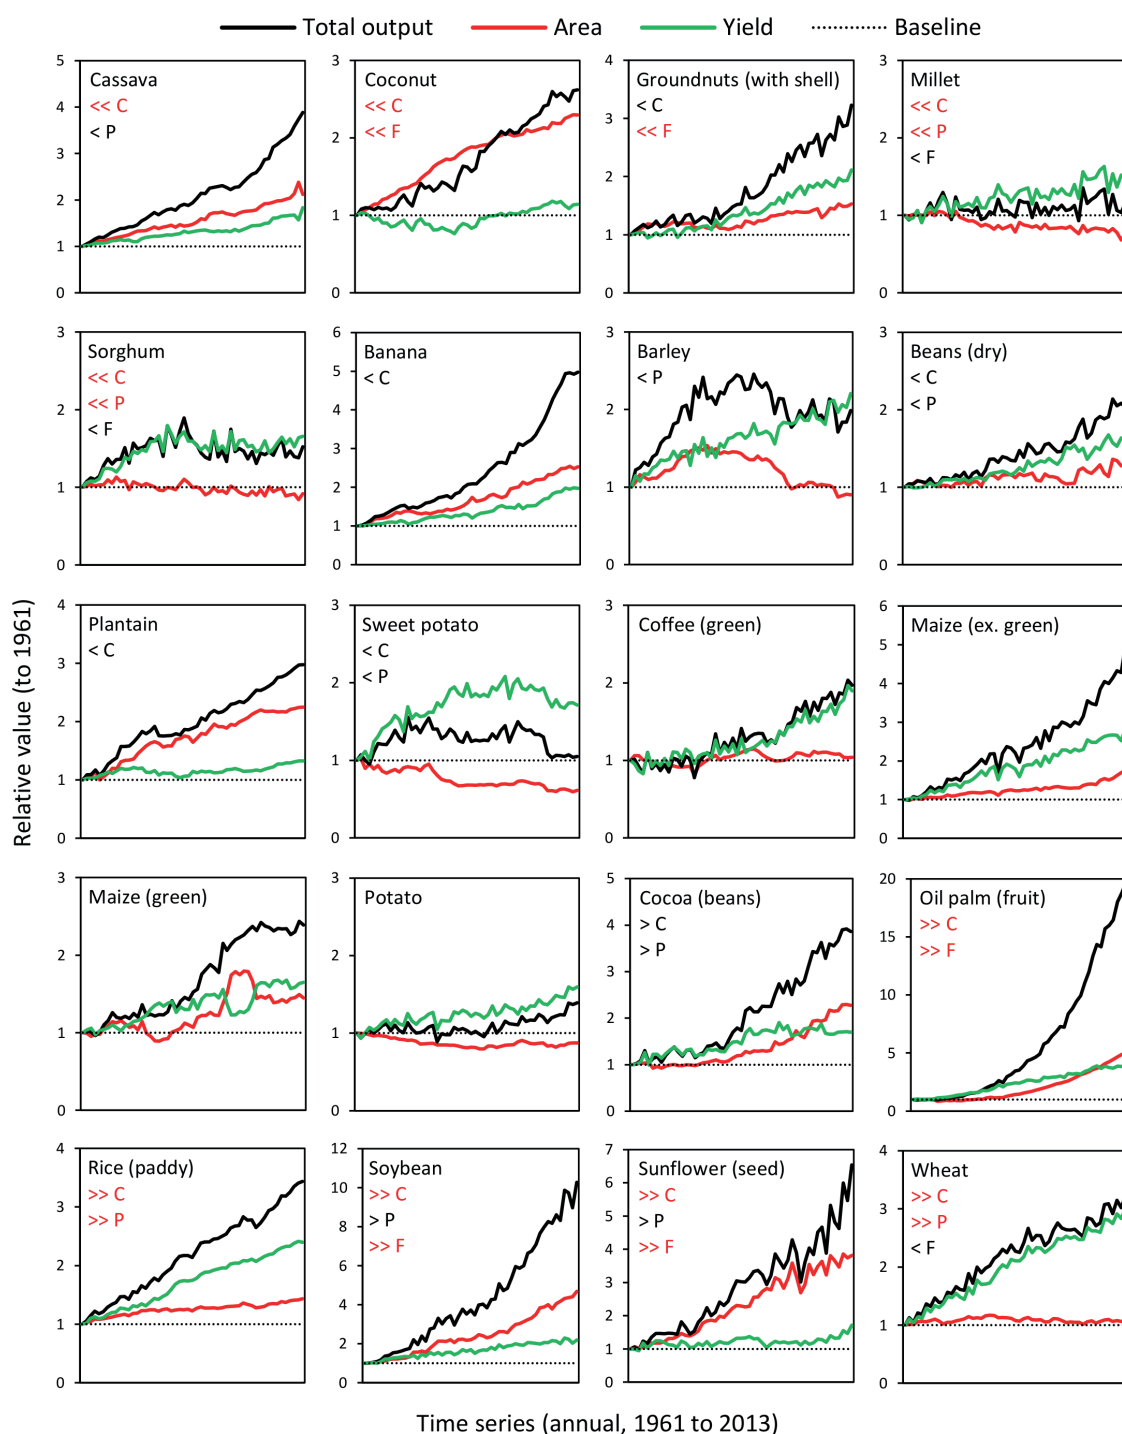 Total output Area Yield Baseline
Cassava
<< C
< P
5
4
3
2
1
0
Coconut
<< C
<< F
3
2
1
0
Groundnuts (with shell)
< C
<< F
4
3
2
1
0
Millet
<< C
<< P
< F
3
2
1
0
Sorghum
<< C
<< P
< F
3
2
1
0
Banana
< C
6
5
4
3
2
1
0
Barley
< P
3
2
1
0
Beans (dry)
< C
< P
3
2
1
0
Relative value (to 1961)
Plantain
< C
4
3
2
1
0
Sweet potato
< C
< P
3
2
1
0
Coffee (green)
3
2
1
0
Maize (ex. green)
6
5
4
3
2
1
0
Maize (green)
3
2
1
0
Potato
3
2
1
0
Cocoa (beans)
> C
> P
5
4
3
2
1
0
Oil palm (fruit)
>> C
>> F
20
15
10
5
0
Rice (paddy)
>> C
>> P
4
3
2
1
0
Soybean
>> C
> P
>> F
12
10
8
6
4
2
0
Sunflower (seed)
>> C
> P
>> F
7
6
5
4
3
2
1
0
Wheat
>> C
>> P
< F
4
3
2
1
0
Time series (annual, 1961 to 2013)